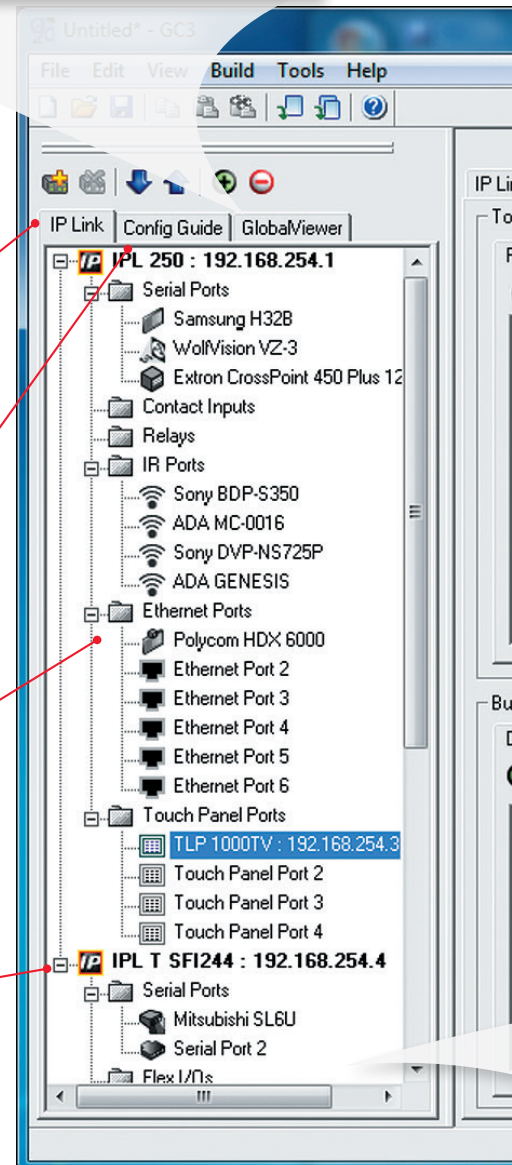 Untitled* - GC3
File Edit View Build Tools Help
IP Link Config Guide GlobalViewer
IPL 250 : 192.168.254.1
Serial Ports
Samsung H32B
WolfVision VZ-3
Extron CrossPoint 450 Plus 12
Contact Inputs
Relays
IR Ports
Sony BDP-S350
ADA MC-0016
Sony DVP-NS725P
ADA GENESIS
Ethernet Ports
Polycom HDX 6000
Ethernet Port 2
Ethernet Port 3
Ethernet Port 4
Ethernet Port 5
Ethernet Port 6
Touch Panel Ports
TLP 1000TV : 192.168.254.3
Touch Panel Port 2
Touch Panel Port 3
Touch Panel Port 4
IPL T SFI244 : 192.168.254.4
Serial Ports
Mitsubishi SL6U
Serial Port 2
Flex I/Os
IP Li
To
Bu